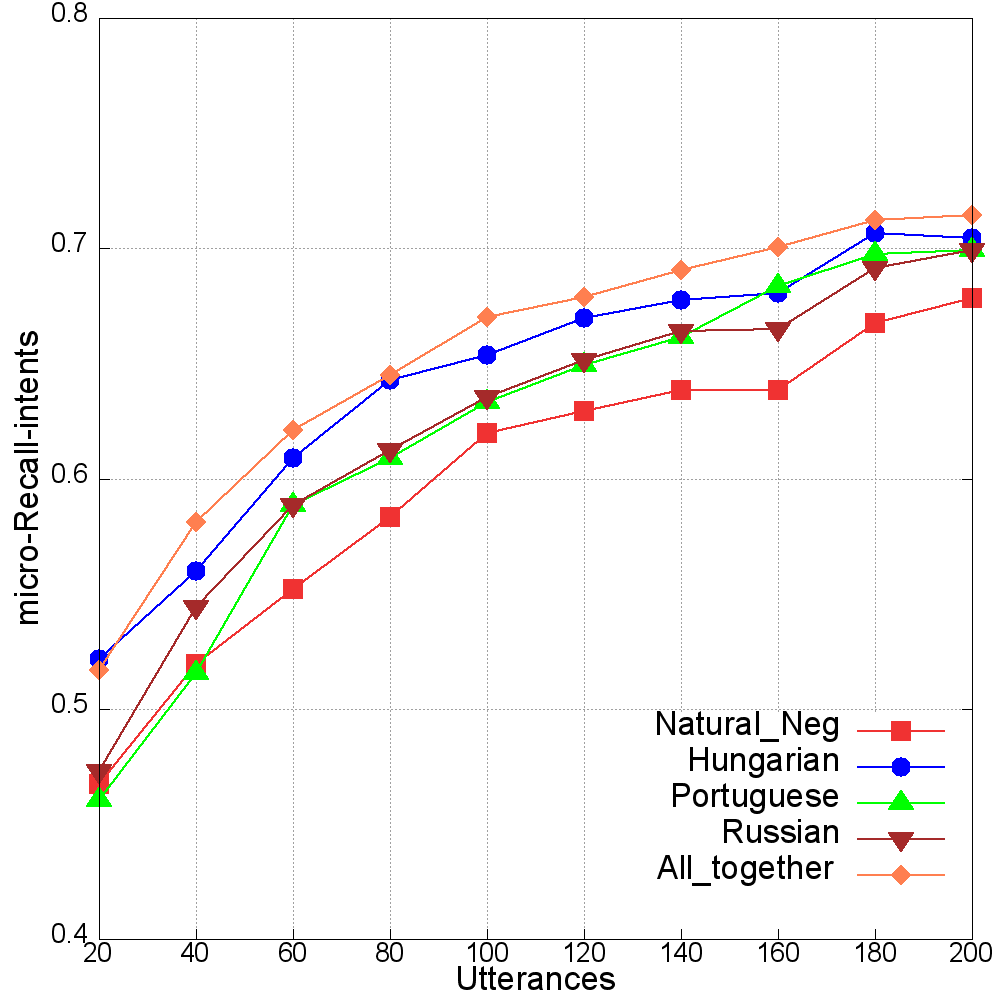 micro-Recall-intents
0.8
0.7
0.6
0.5
0.4
Natural_Neg
Hungarian
Portuguese
Russian
All_together
20 40 60 80 100 120 140 160 180 200
Utterances